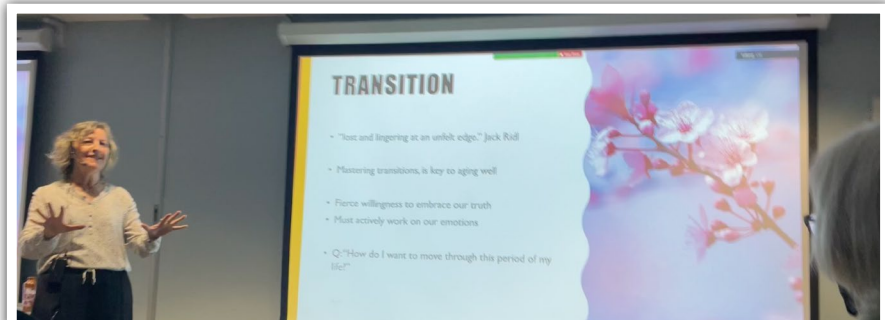 TRANSITION
• "lost and lingering at an unfelt edge." Jack Ridl
• Mastering transitions, is key to aging well
• Fierce willingness to embrace our truth
• Must actively work on our emotions
• Q: "How do I want to move through this period of my
life?"